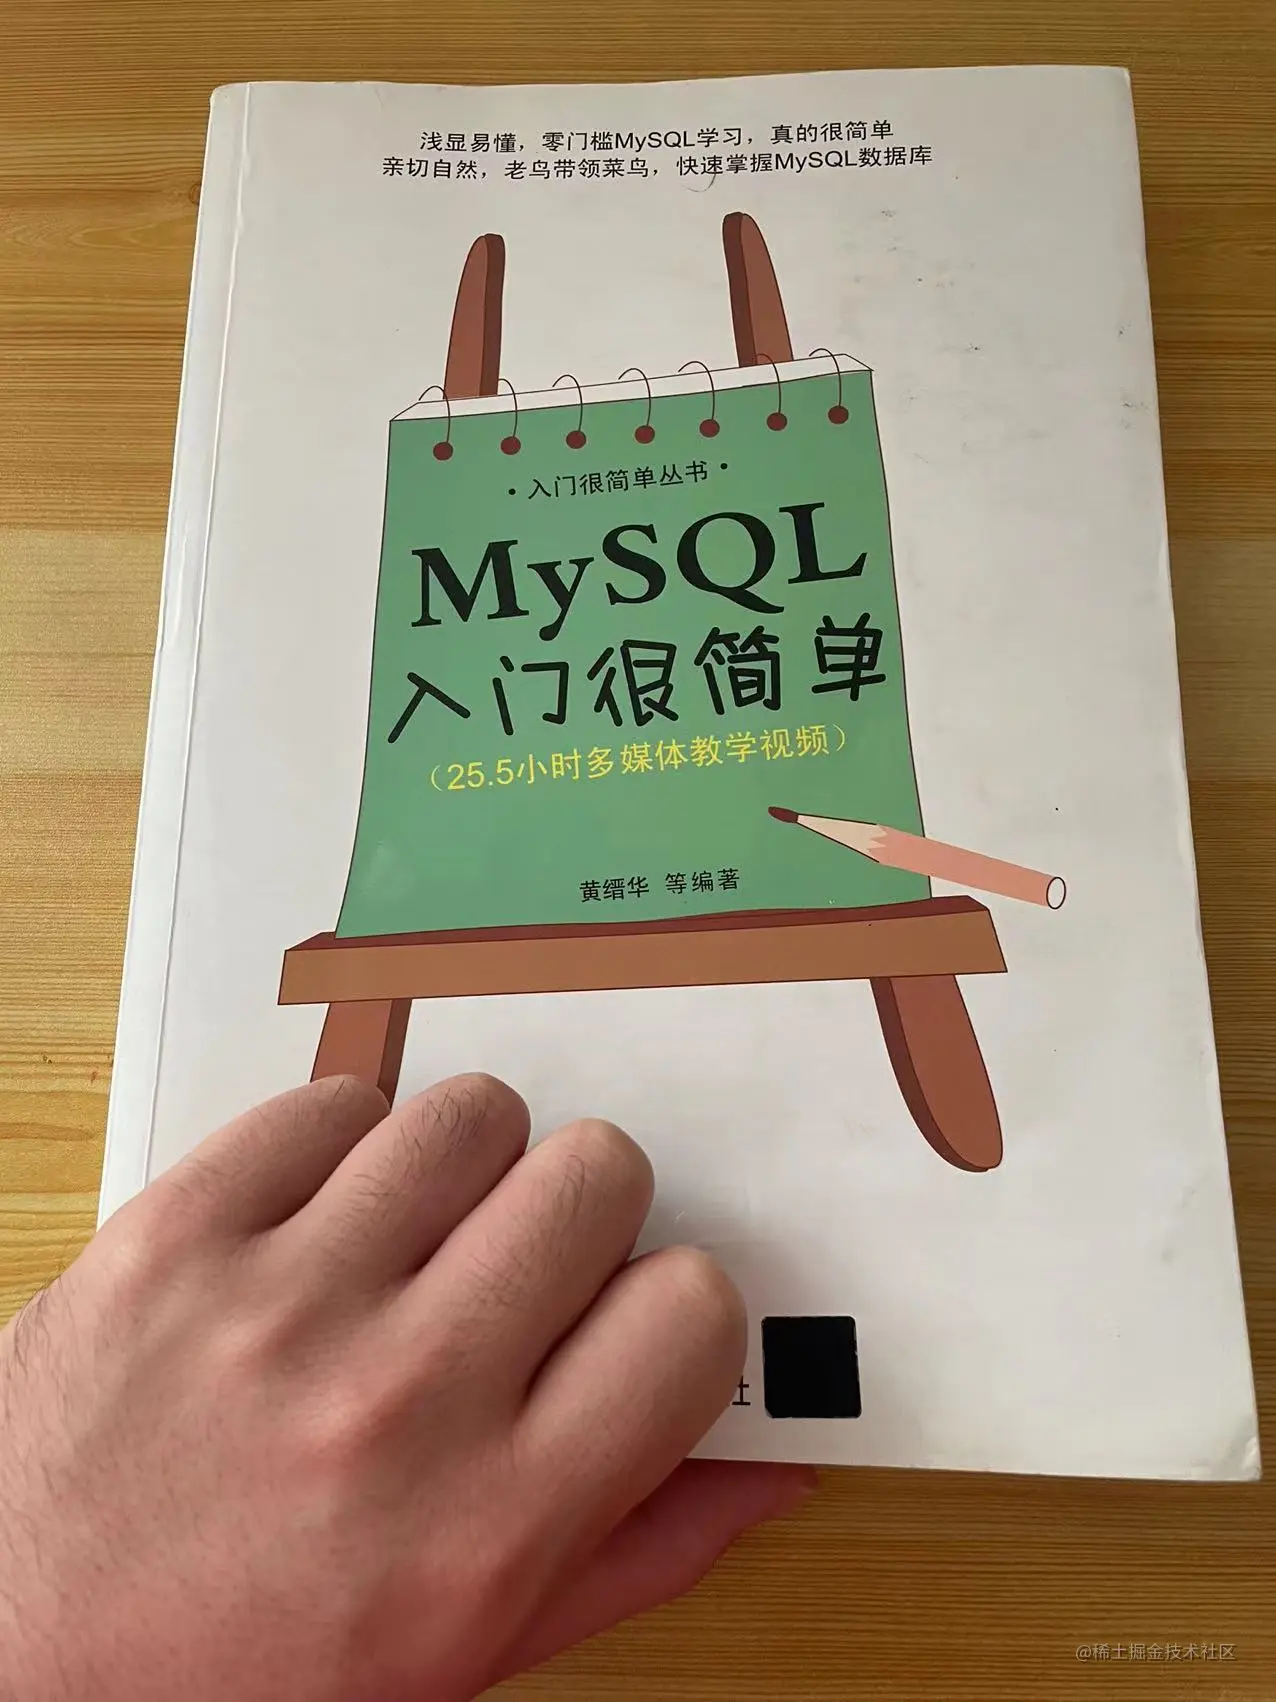 浅显易懂，零门槛MySQL学习，真的很简单
亲切自然，老鸟带领菜鸟，快速掌握MySQL数据库
·入门很简单丛书·
MySQL
入门很简单
（25.5小时多媒体教学视频）
黄缙华 等编著
社
@稀土掘金技术社区